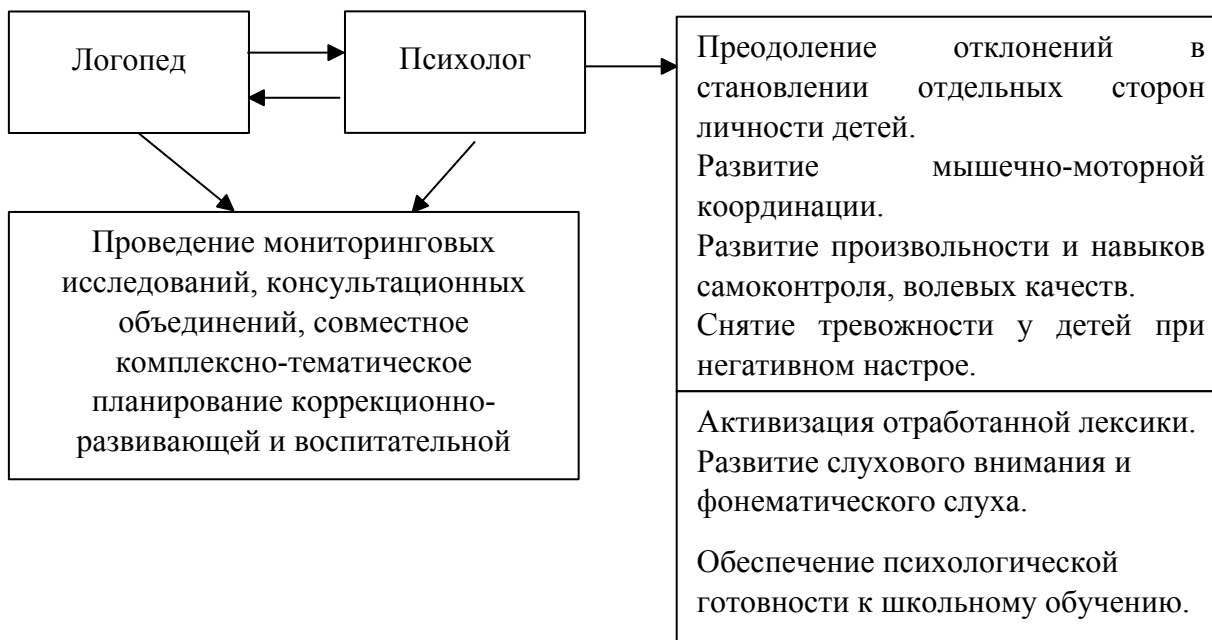 Логопед
Психолог
Проведение мониторинговых
исследований, консультационных
объединений, совместное
комплексно-тематическое
планирование коррекционно-
развивающей и воспитательной
Преодоление отклонений в
становлении отдельных сторон
личности детей.
Развитие мышечно-моторной
координации.
Развитие произвольности и навыков
самоконтроля, волевых качеств.
Снятие тревожности у детей при
негативном настрое.
Активизация отработанной лексики.
Развитие слухового внимания и
фонематического слуха.
Обеспечение психологической
готовности к школьному обучению.